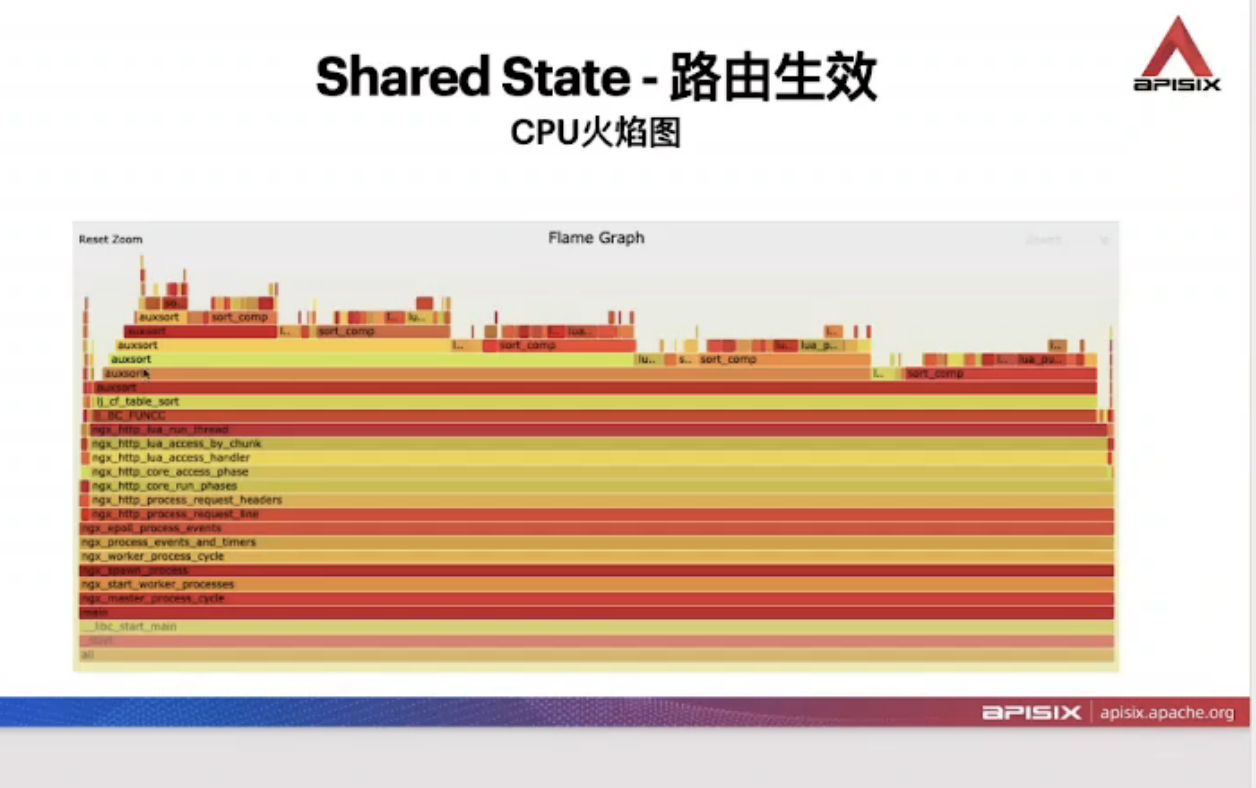 Shared State - 路由生效
APISIX
CPU火焰图
Reset Zoom
Flame Graph
so..
auxsort
sort_comp
l..
lu..
auxsort
l..
sort_comp
l..
lua..
l..
auxsort
l..
sort_comp
lu..
lua_p..
l..
auxsort
lu..
s..
sort_comp
l..
lua_pu..
auxsort
l..
sort_comp
auxsort
lj_cf_table_sort
lj_BC_FUNCC
ngx_http_lua_run_thread
ngx_http_lua_access_by_chunk
ngx_http_lua_access_handler
ngx_http_core_access_phase
ngx_http_core_run_phases
ngx_http_process_request_headers
ngx_http_process_request_line
ngx_epoll_process_events
ngx_process_events_and_timers
ngx_worker_process_cycle
ngx_spawn_process
ngx_start_worker_processes
ngx_master_process_cycle
main
__libc_start_main
_start
all
APISIX | apisix.apache.org